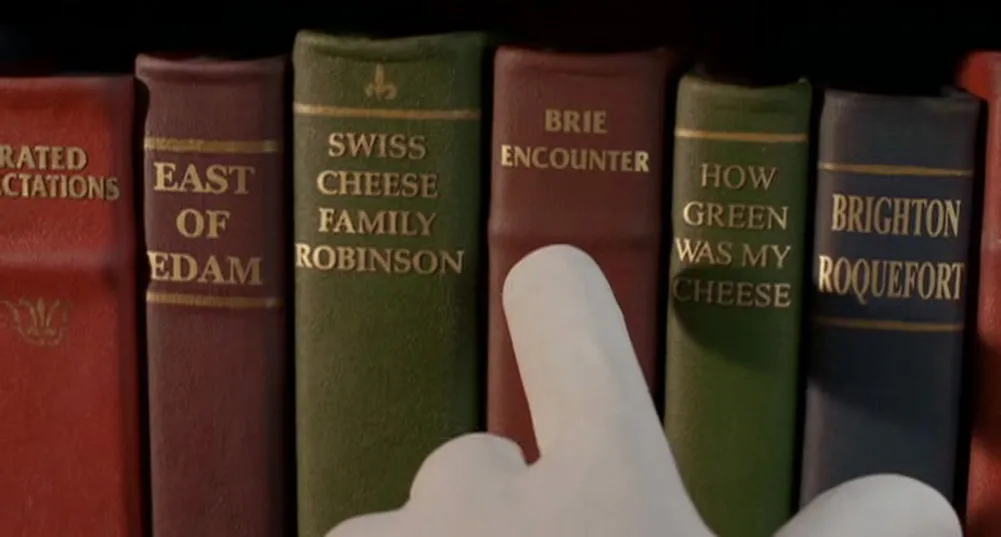 RATED
CTATIONS
EAST
OF
EDAM
SWISS
CHEESE
FAMILY
ROBINSON
BRIE
ENCOUNTER
HOW
GREEN
WAS MY
CHEESE
BRIGHTON
ROQUEFORT